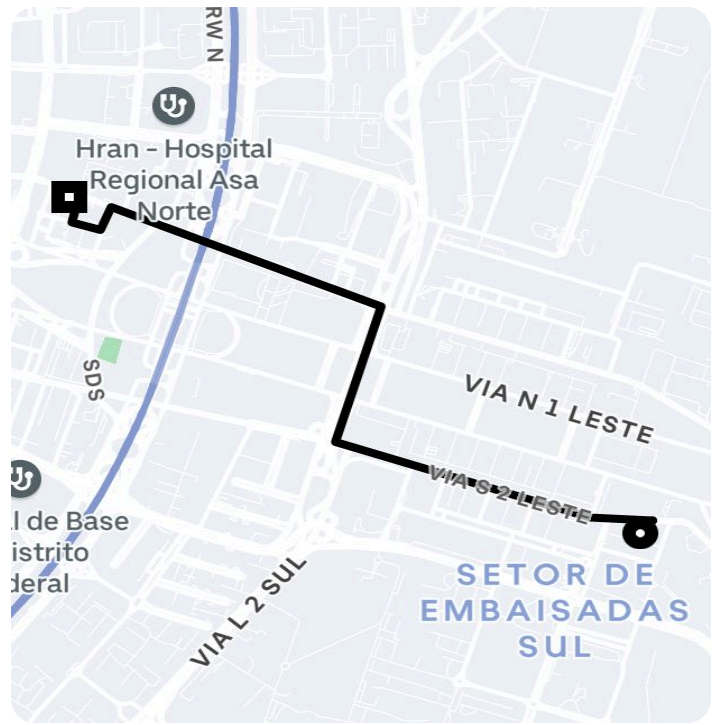 RW N
Hran – Hospital
Regional Asa
Norte
SDS
VIA N 1 LESTE
VIA S 2 LESTE
l de Base
istrito
deral
VIA L 2 SUL
SETOR DE
EMBAISADAS
SUL